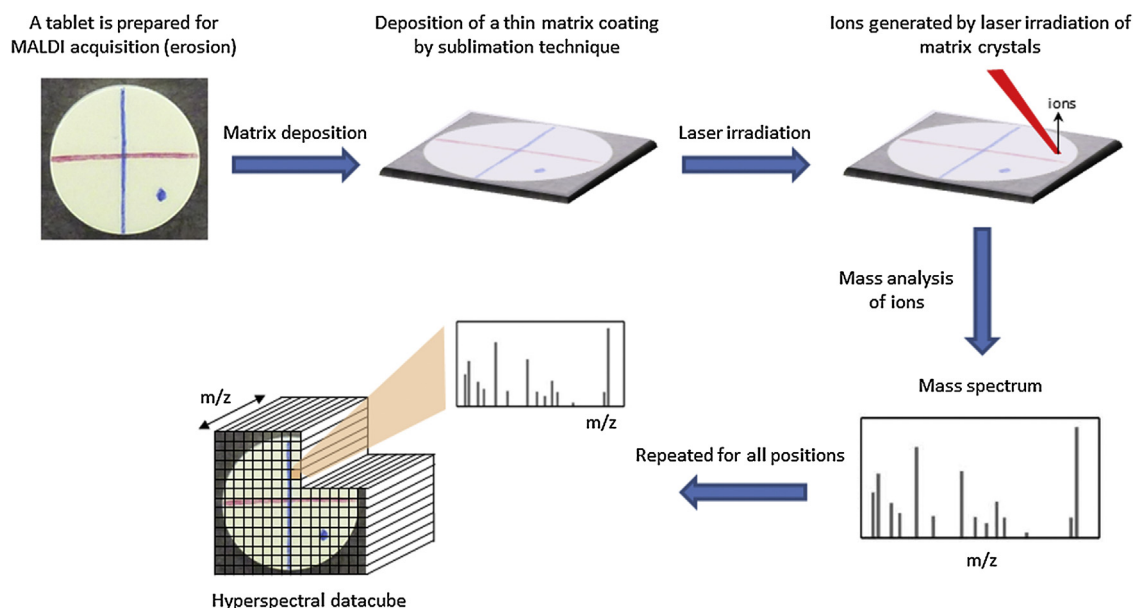 A tablet is prepared for
MALDI acquisition (erosion)
Deposition of a thin matrix coating
by sublimation technique
Ions generated by laser irradiation of
matrix crystals
ions
Matrix deposition
Laser irradiation
Mass analysis
of ions
Mass spectrum
m/z
Repeated for all positions
m/z
m/z
Hyperspectral datacube